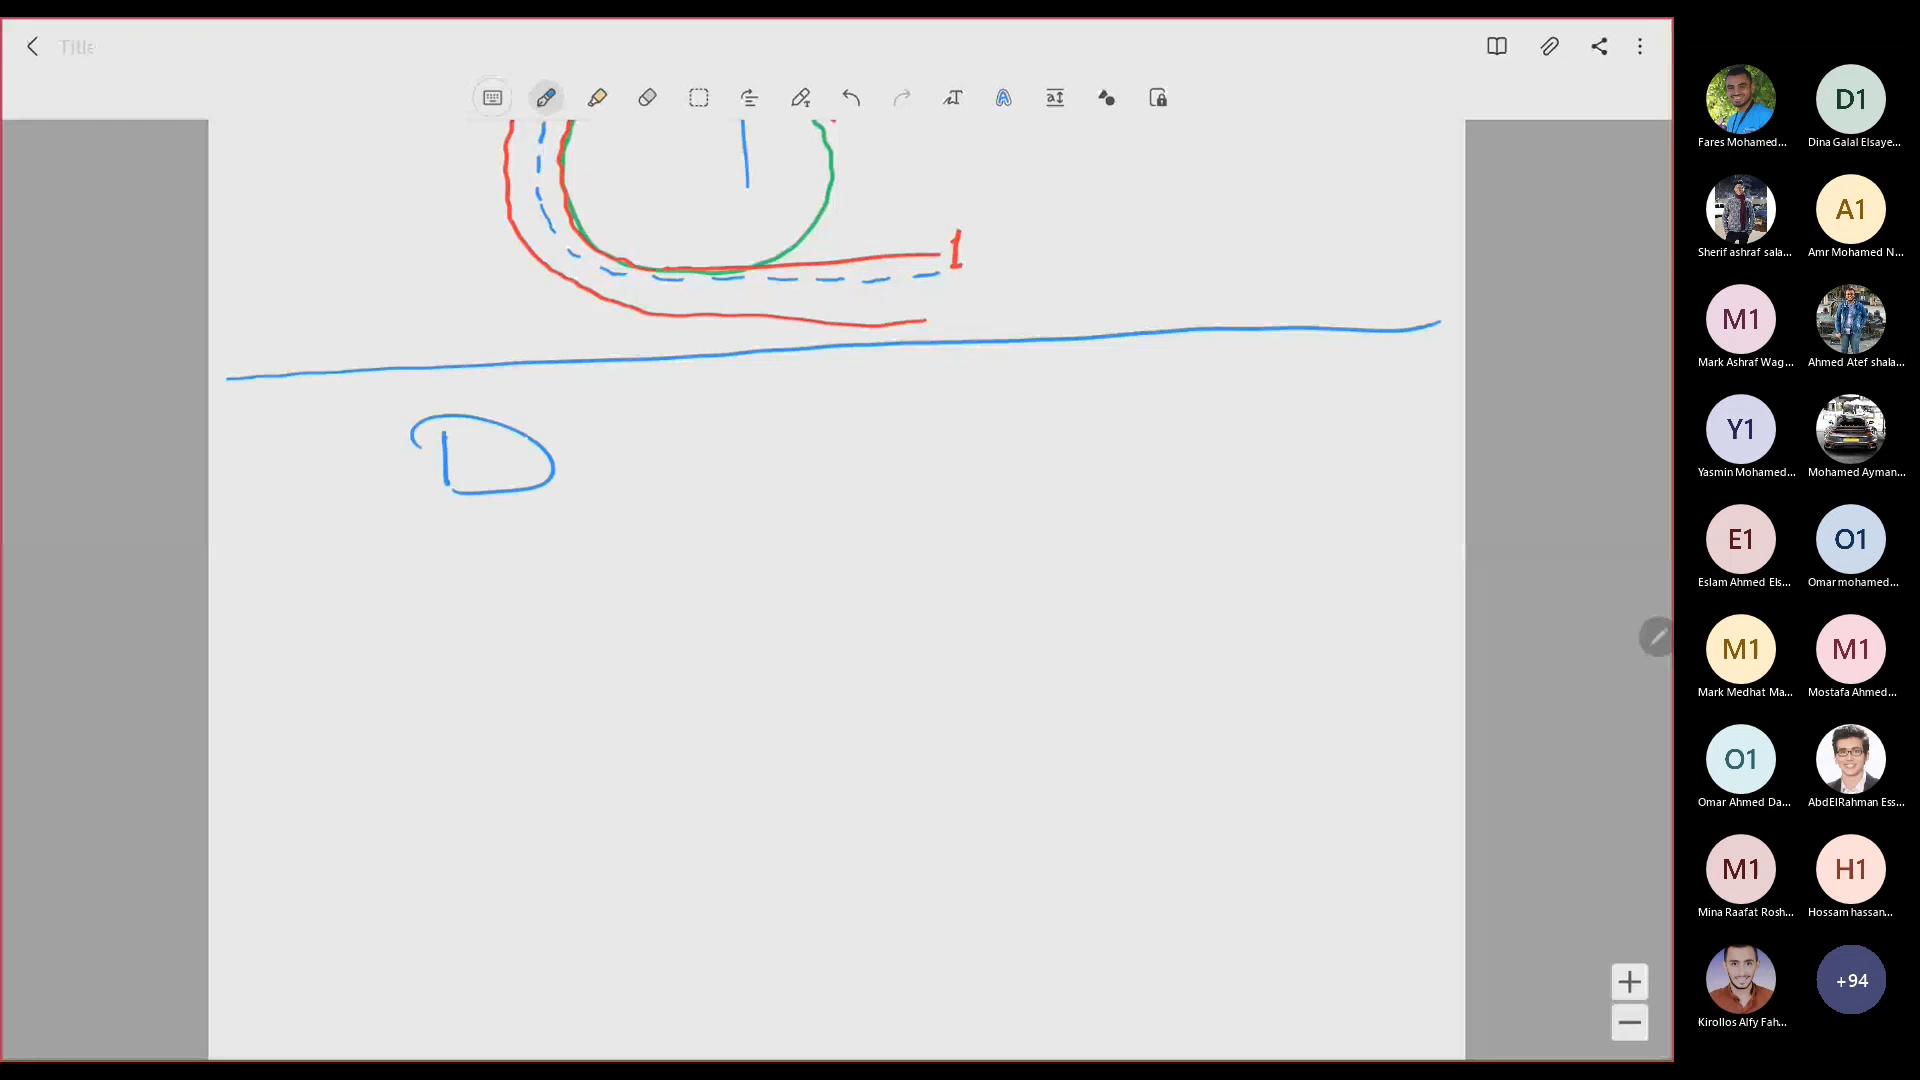 Title
1
D
D1
Fares Mohamed...
Dina Galal Elsaye...
A1
Sherif ashraf sala...
Amr Mohamed N...
M1
Mark Ashraf Wag...
Ahmed Atef shala...
Y1
Yasmin Mohamed...
Mohamed Ayman...
E1
O1
Eslam Ahmed Els...
Omar mohamed...
M1
M1
Mark Medhat Ma...
Mostafa Ahmed...
O1
Omar Ahmed Da...
AbdElRahman Ess...
M1
H1
Mina Raafat Rosh...
Hossam hassan...
+94
Kirollos Alfy Fah...